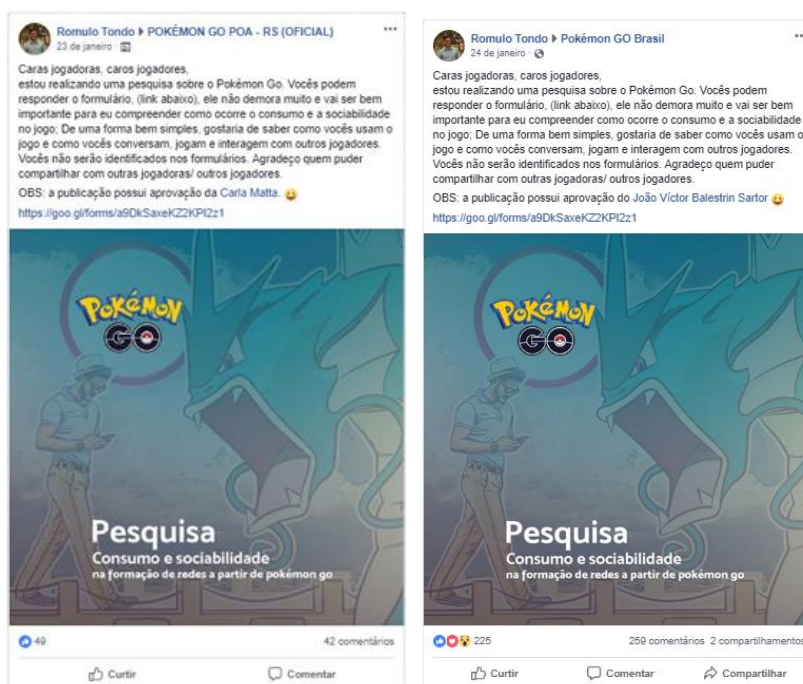 Romulo Tondo ▸ POKÉMON GO POA - RS (OFICIAL)
23 de janeiro ·
Caras jogadoras, caros jogadores,
estou realizando uma pesquisa sobre o Pokémon Go. Vocês podem
responder o formulário, (link abaixo), ele não demora muito e vai ser bem
importante para eu compreender como ocorre o consumo e a sociabilidade
no jogo; De uma forma bem simples, gostaria de saber como vocês usam o
jogo e como vocês conversam, jogam e interagem com outros jogadores.
Vocês não serão identificados nos formulários. Agradeço quem puder
compartilhar com outras jogadoras/ outros jogadores.
OBS: a publicação possui aprovação da Carla Matta.
https://goo.gl/forms/a9DkSaxeKZ2KPI2z1
POKÉMON
GO
Pesquisa
Consumo e sociabilidade
na formação de redes a partir de pokémon go
49
42 comentários
Curtir
Comentar
Romulo Tondo ▸ Pokémon GO Brasil
24 de janeiro ·
Caras jogadoras, caros jogadores,
estou realizando uma pesquisa sobre o Pokémon Go. Vocês podem
responder o formulário, (link abaixo), ele não demora muito e vai ser bem
importante para eu compreender como ocorre o consumo e a sociabilidade
no jogo; De uma forma bem simples, gostaria de saber como vocês usam o
jogo e como vocês conversam, jogam e interagem com outros jogadores.
Vocês não serão identificados nos formulários. Agradeço quem puder
compartilhar com outras jogadoras/ outros jogadores.
OBS: a publicação possui aprovação do João Víctor Balestrin Sartor
https://goo.gl/forms/a9DkSaxeKZ2KPI2z1
POKÉMON
GO
Pesquisa
Consumo e sociabilidade
na formação de redes a partir de pokémon go
225
259 comentários 2 compartilhamentos
Curtir
Comentar
Compartilhar